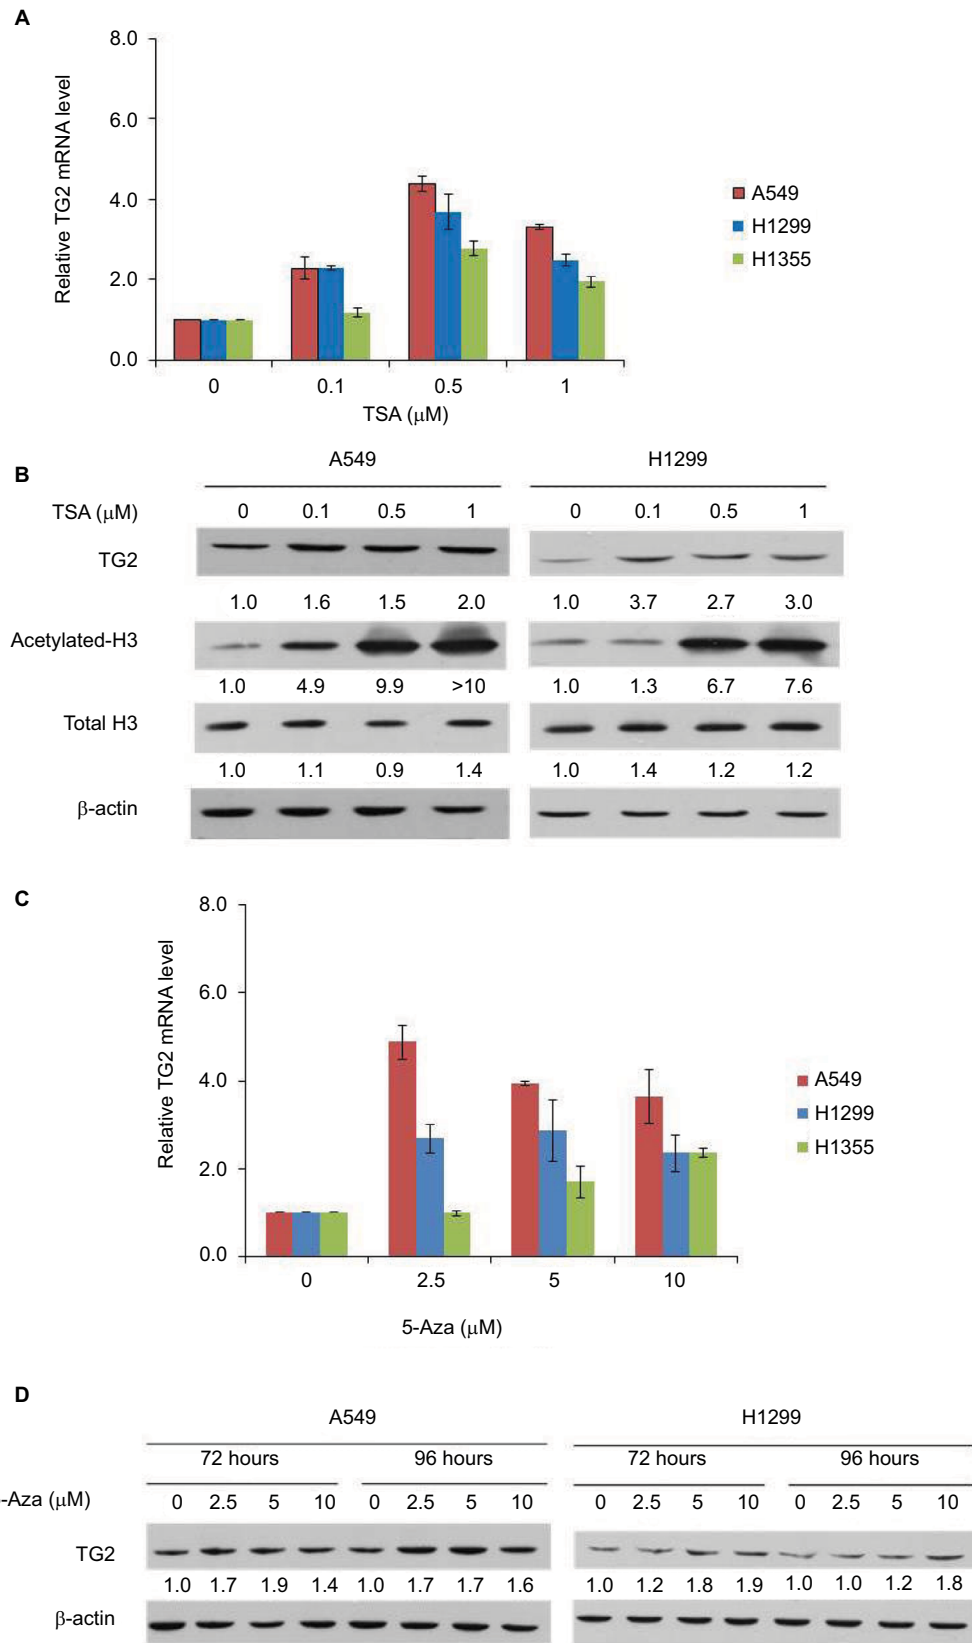 A
8.0
6.0
4.0
2.0
0.0
Relative TG2 mRNA level
0 0.1 0.5 1
TSA (μM)
A549
H1299
H1355
B
A549 H1299
TSA (μM) 0 0.1 0.5 1 0 0.1 0.5 1
TG2
1.0 1.6 1.5 2.0 1.0 3.7 2.7 3.0
Acetylated-H3
1.0 4.9 9.9 >10 1.0 1.3 6.7 7.6
Total H3
1.0 1.1 0.9 1.4 1.0 1.4 1.2 1.2
β-actin
C
8.0
6.0
4.0
2.0
0.0
Relative TG2 mRNA level
0 2.5 5 10
5-Aza (μM)
A549
H1299
H1355
D
A549 H1299
72 hours 96 hours 72 hours 96 hours
-Aza (μM) 0 2.5 5 10 0 2.5 5 10 0 2.5 5 10 0 2.5 5 10
TG2
1.0 1.7 1.9 1.4 1.0 1.7 1.7 1.6 1.0 1.2 1.8 1.9 1.0 1.0 1.2 1.8
β-actin